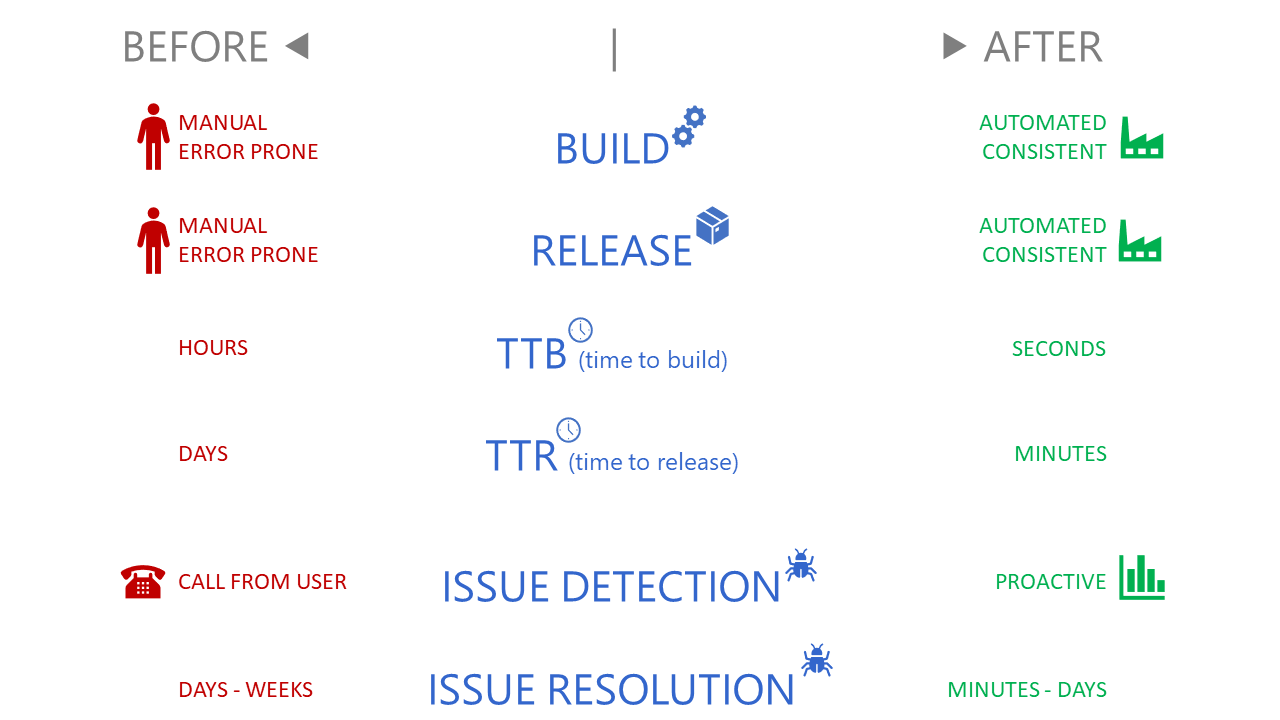 BEFORE ◄ | ► AFTER
MANUAL
ERROR PRONE
BUILD
AUTOMATED
CONSISTENT
MANUAL
ERROR PRONE
RELEASE
AUTOMATED
CONSISTENT
HOURS
TTB (time to build)
SECONDS
DAYS
TTR (time to release)
MINUTES
CALL FROM USER
ISSUE DETECTION
PROACTIVE
DAYS - WEEKS
ISSUE RESOLUTION
MINUTES - DAYS